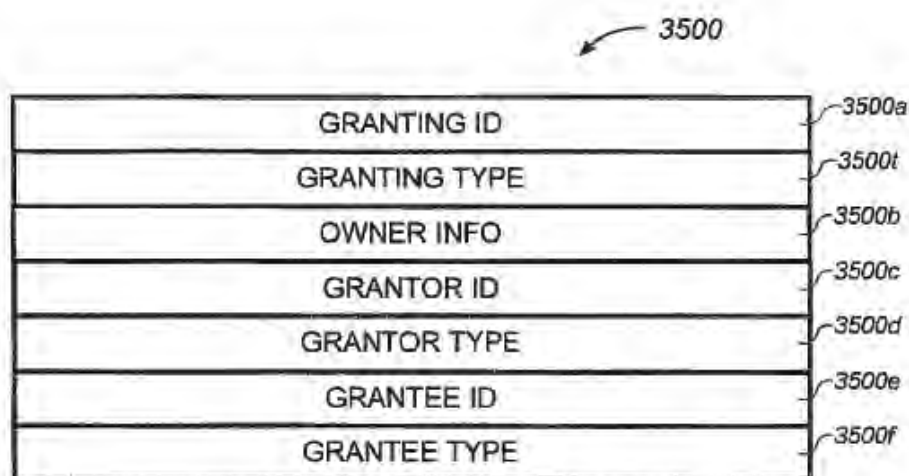 3500
GRANTING ID 3500a
GRANTING TYPE 3500t
OWNER INFO 3500b
GRANTOR ID 3500c
GRANTOR TYPE 3500d
GRANTEE ID 3500e
GRANTEE TYPE 3500f